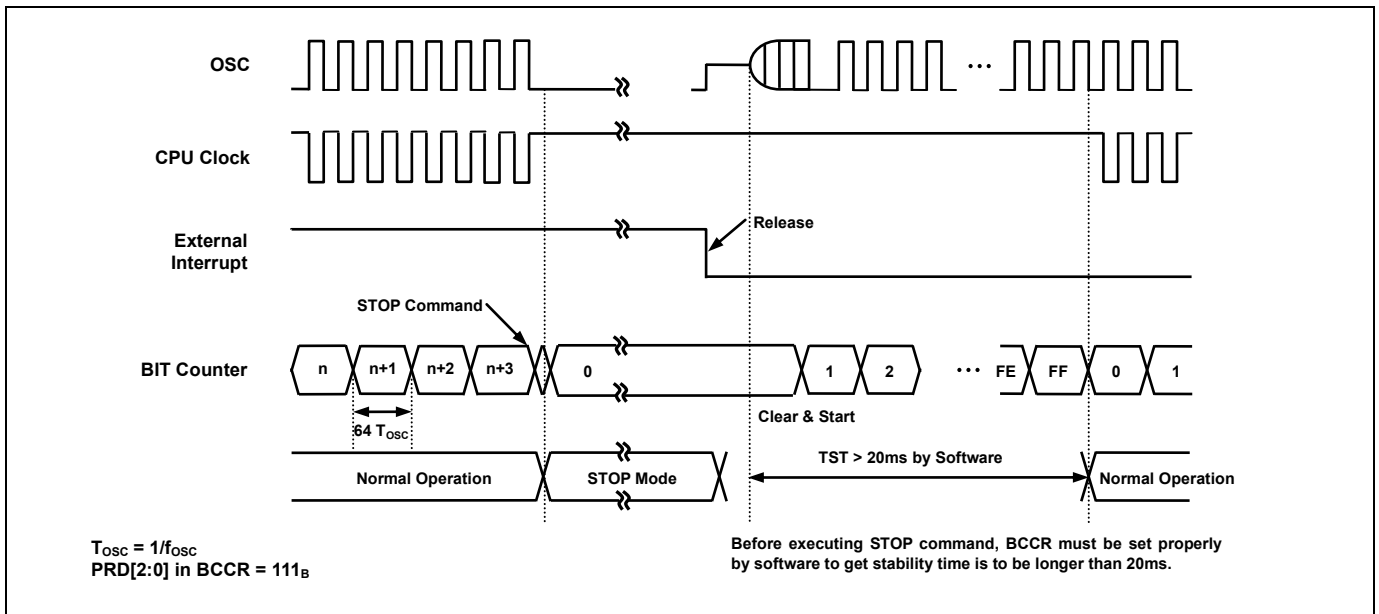 OSC
CPU Clock
Release
External
Interrupt
STOP Command
BIT Counter
n n+1 n+2 n+3 0 1 2 ••• FE FF 0 1
Clear & Start
64 TOSC
Normal Operation STOP Mode TST > 20ms by Software Normal Operation
TOSC = 1/fOSC
PRD[2:0] in BCCR = 111B
Before executing STOP command, BCCR must be set properly
by software to get stability time is to be longer than 20ms.